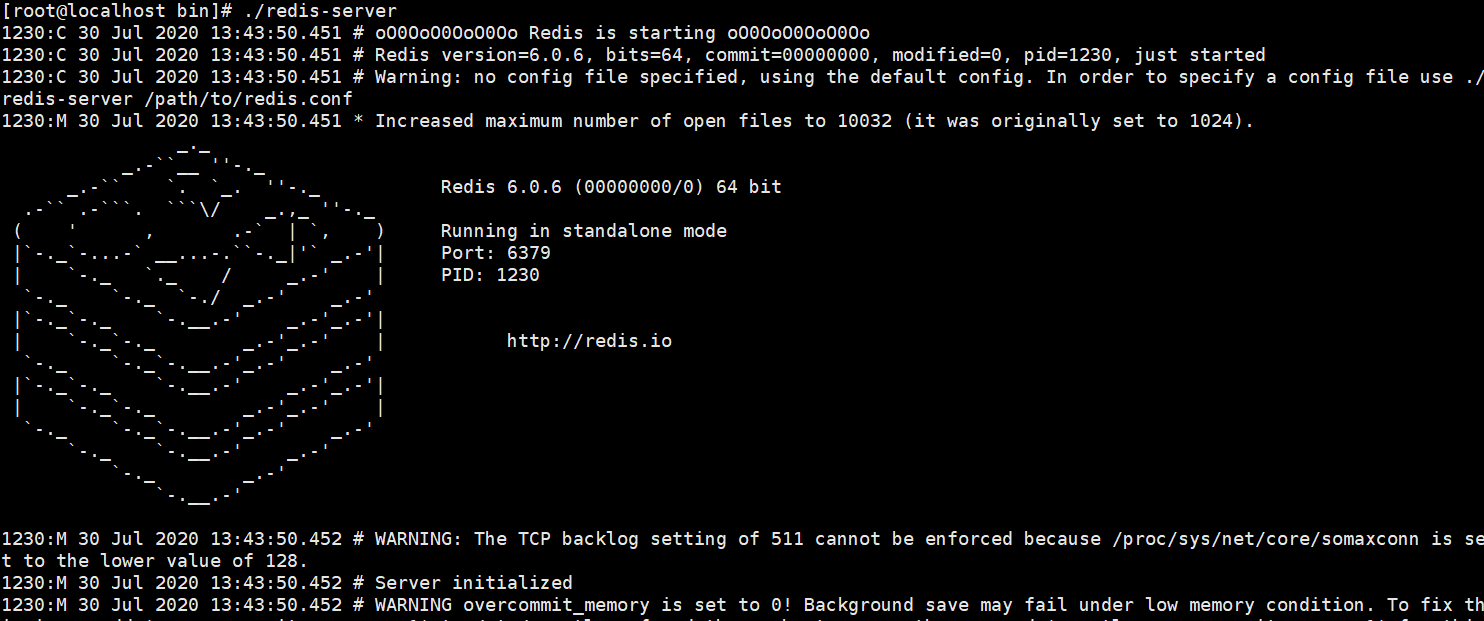 [root@localhost bin]# ./redis-server
1230:C 30 Jul 2020 13:43:50.451 # oO0OoO0OoO0Oo Redis is starting oO0OoO0OoO0Oo
1230:C 30 Jul 2020 13:43:50.451 # Redis version=6.0.6, bits=64, commit=00000000, modified=0, pid=1230, just started
1230:C 30 Jul 2020 13:43:50.451 # Warning: no config file specified, using the default config. In order to specify a config file use ./
redis-server /path/to/redis.conf
1230:M 30 Jul 2020 13:43:50.451 * Increased maximum number of open files to 10032 (it was originally set to 1024).
Redis 6.0.6 (00000000/0) 64 bit
Running in standalone mode
Port: 6379
PID: 1230
http://redis.io
1230:M 30 Jul 2020 13:43:50.452 # WARNING: The TCP backlog setting of 511 cannot be enforced because /proc/sys/net/core/somaxconn is se
t to the lower value of 128.
1230:M 30 Jul 2020 13:43:50.452 # Server initialized
1230:M 30 Jul 2020 13:43:50.452 # WARNING overcommit_memory is set to 0! Background save may fail under low memory condition. To fix th